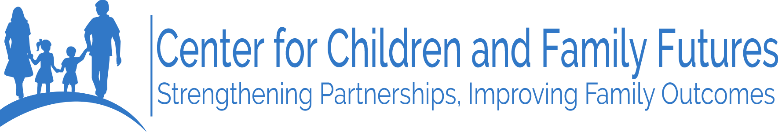 Center for Children and Family Futures
Strengthening Partnerships, Improving Family Outcomes